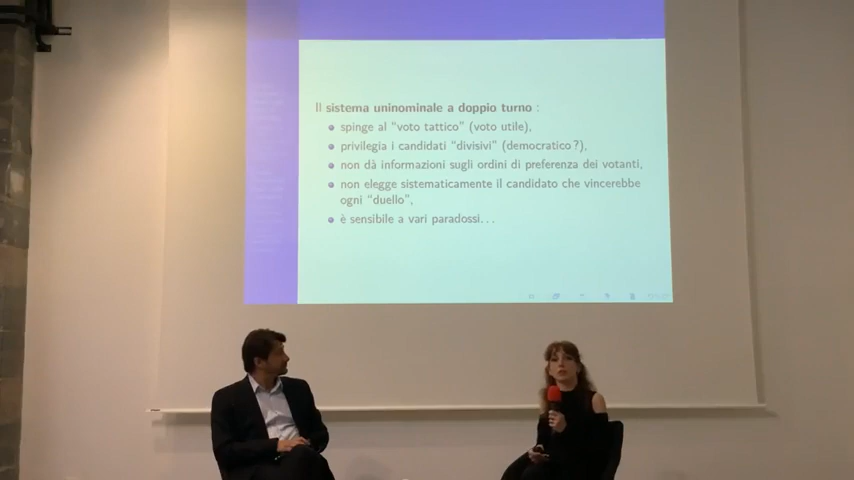 Il sistema uninominale a doppio turno :
spinge al "voto tattico" (voto utile),
privilegia i candidati "divisivi" (democratico ?),
non dà informazioni sugli ordini di preferenza dei votanti,
non elegge sistematicamente il candidato che vincerebbe
ogni "duello",
è sensibile a vari paradossi...